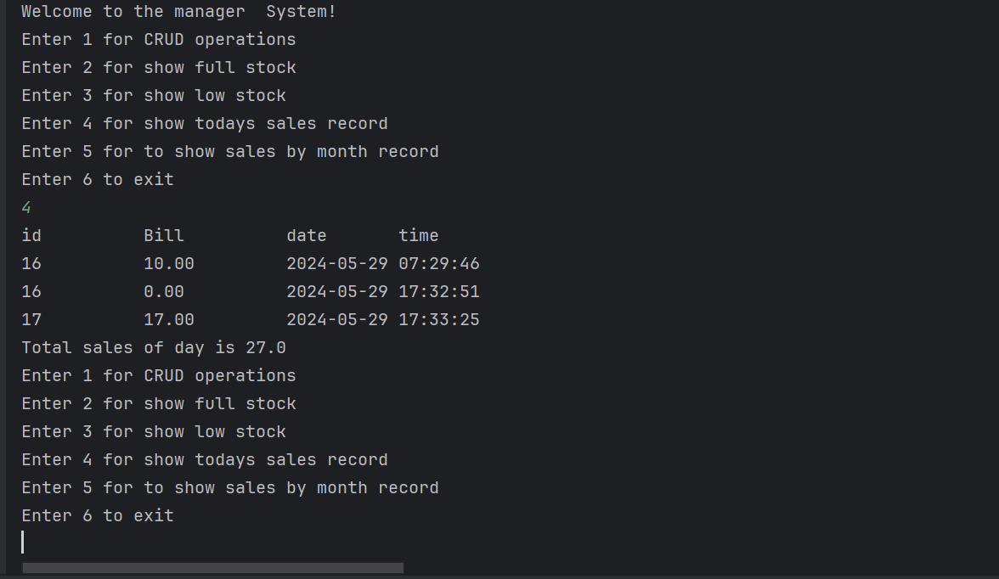 Welcome to the manager  System!
Enter 1 for CRUD operations
Enter 2 for show full stock
Enter 3 for show low stock
Enter 4 for show todays sales record
Enter 5 for to show sales by month record
Enter 6 to exit
4
id          Bill          date       time
16          10.00         2024-05-29 07:29:46
16          0.00          2024-05-29 17:32:51
17          17.00         2024-05-29 17:33:25
Total sales of day is 27.0
Enter 1 for CRUD operations
Enter 2 for show full stock
Enter 3 for show low stock
Enter 4 for show todays sales record
Enter 5 for to show sales by month record
Enter 6 to exit